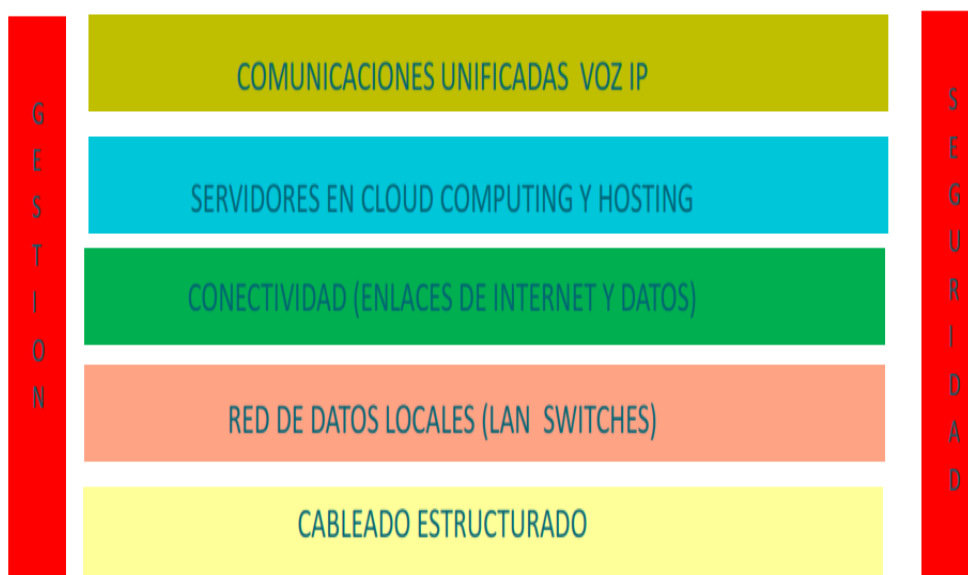 GESTION
COMUNICACIONES UNIFICADAS VOZ IP
SERVIDORES EN CLOUD COMPUTING Y HOSTING
CONECTIVIDAD (ENLACES DE INTERNET Y DATOS)
RED DE DATOS LOCALES (LAN SWITCHES)
CABLEADO ESTRUCTURADO
SEGURIDAD